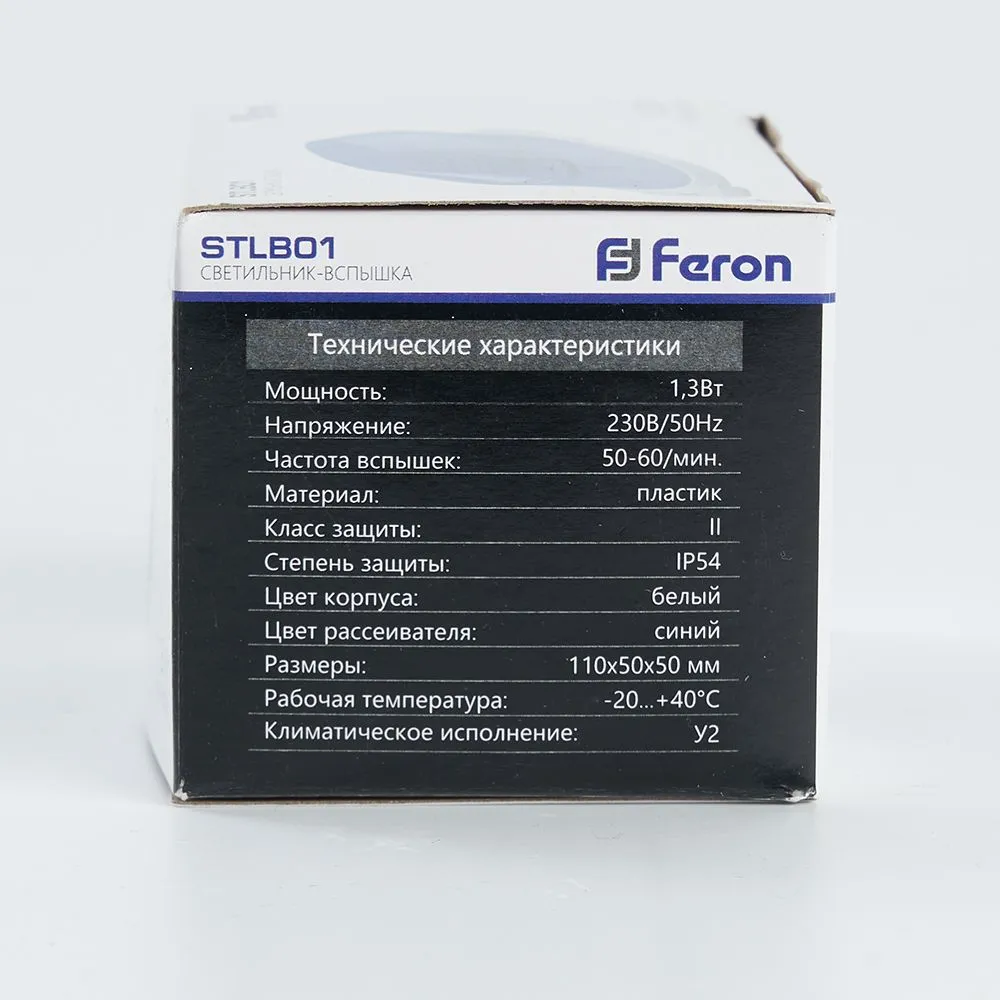 STLB01
СВЕТИЛЬНИК-ВСПЫШКА
Feron
Технические характеристики
Мощность: 1,3Вт
Напряжение: 230В/50Hz
Частота вспышек: 50-60/мин.
Материал: пластик
Класс защиты: II
Степень защиты: IP54
Цвет корпуса: белый
Цвет рассеивателя: синий
Размеры: 110х50х50 мм
Рабочая температура: -20...+40°С
Климатическое исполнение: У2